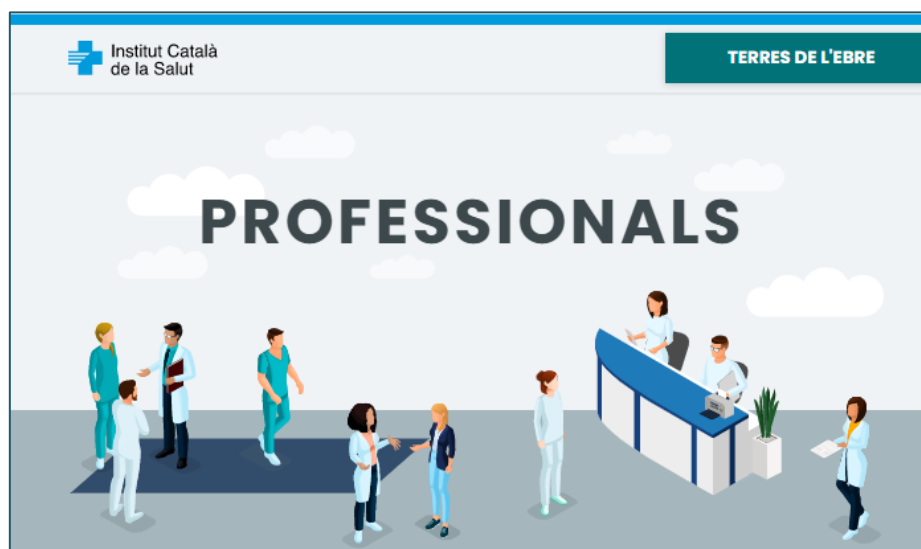 Institut Català
de la Salut
TERRES DE L'EBRE
PROFESSIONALS